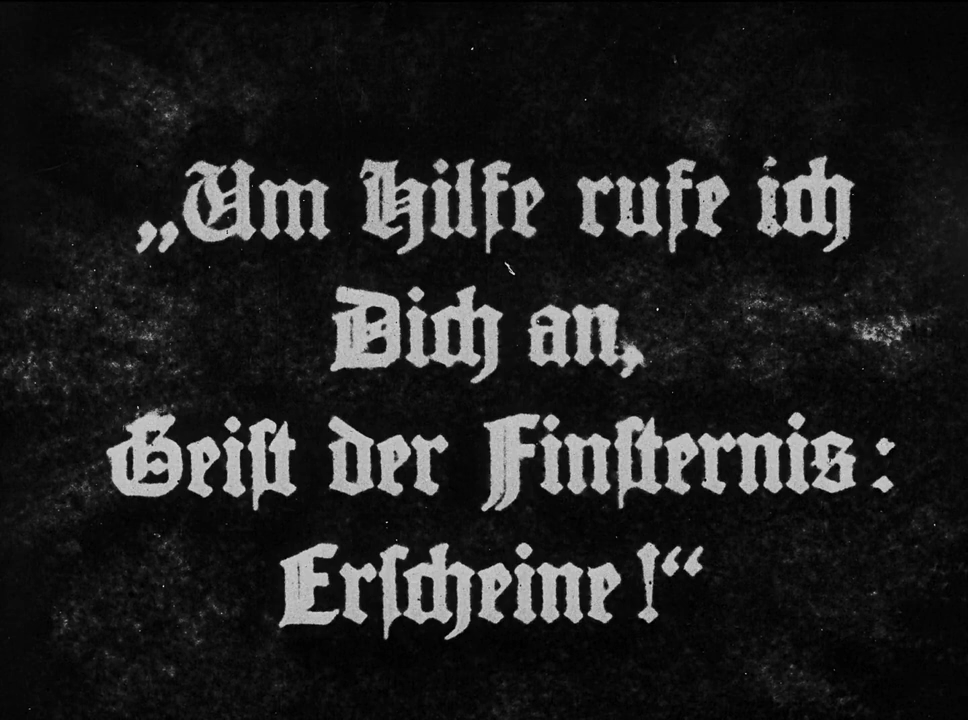 „Um Hilfe rufe ich
Dich an,
Geiſt der Finſternis:
Erſcheine!“